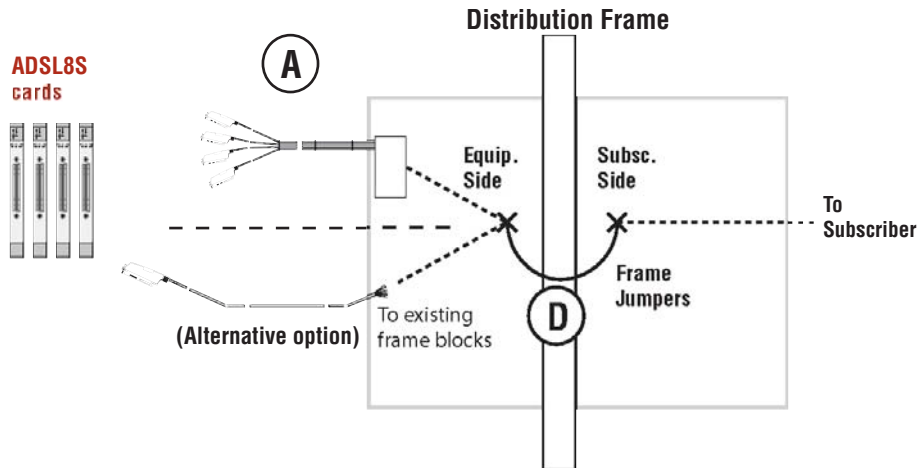 Distribution Frame
ADSL8S
cards
A
Equip.
Side
Subsc.
Side
To
Subscriber
Frame
Jumpers
D
To existing
frame blocks
(Alternative option)